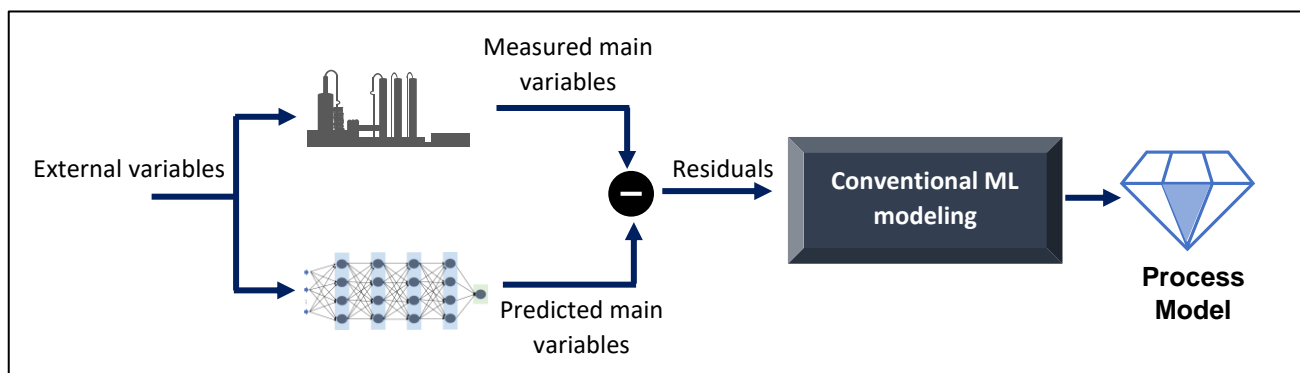 Measured main
variables
External variables
Residuals
Conventional ML
modeling
Process
Model
Predicted main
variables